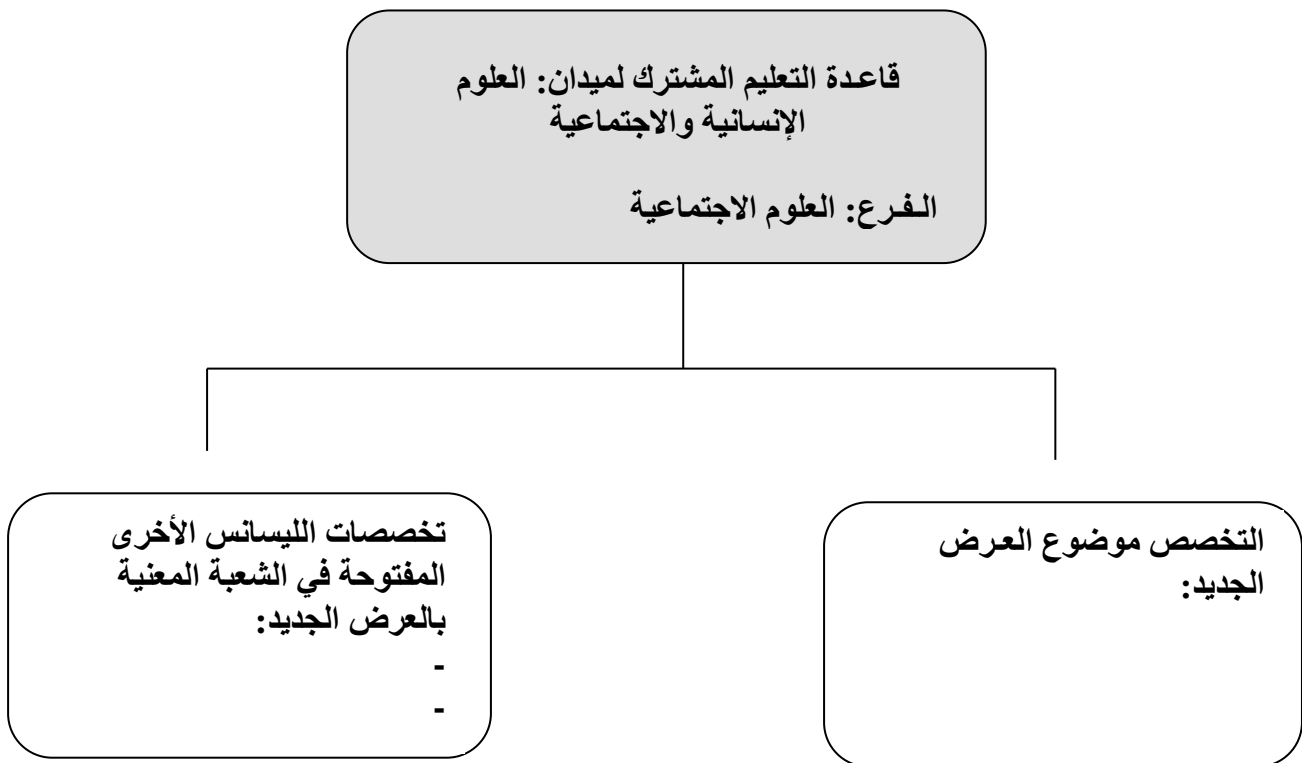 قاعدة التعليم المشترك لميدان: العلوم
الإنسانية والاجتماعية
الـفـرع: العلوم الاجتماعية
التخصص موضوع العرض
الجديد:
تخصصات الليسانس الأخرى
المفتوحة في الشعبة المعنية
بالعرض الجديد:
-
-